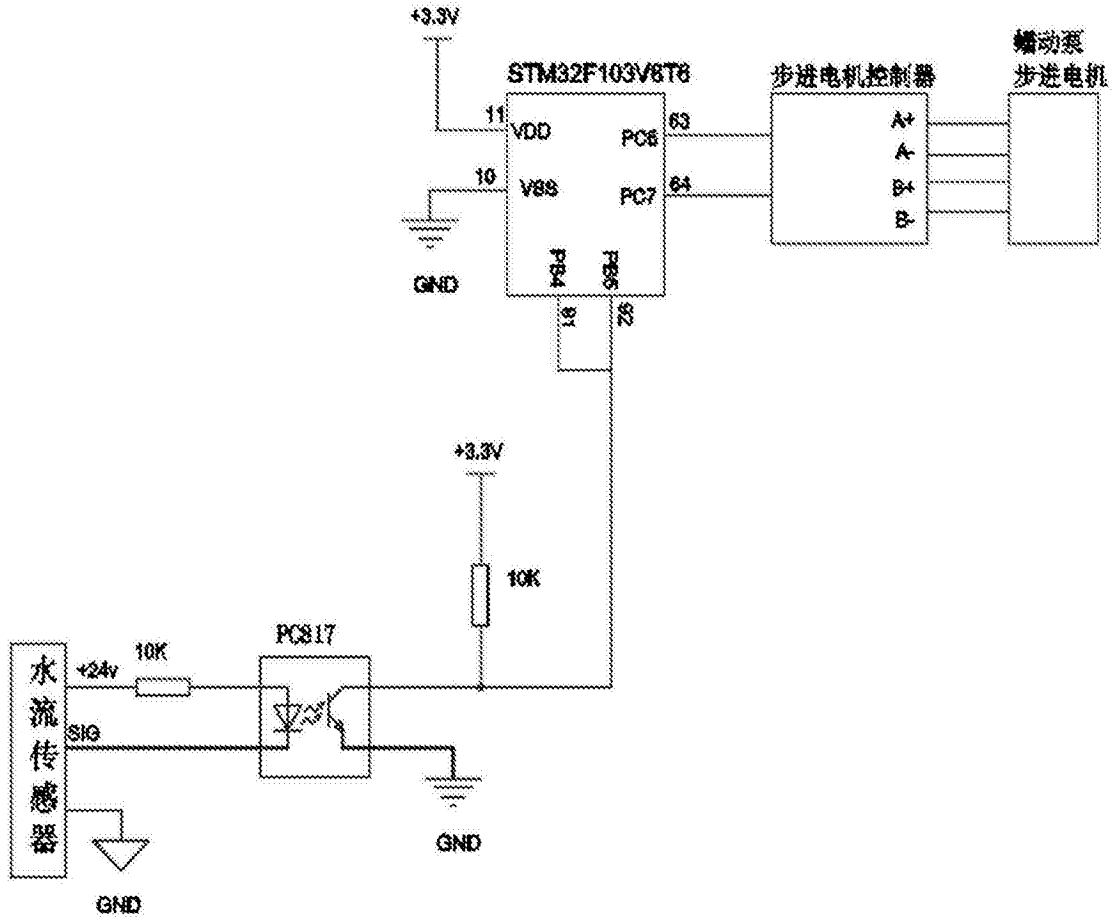 +3.3V
STM32F103V8T6
步进电机控制器
蠕动泵
步进电机
11
VDD
10
VSS
GND
PC6
63
PC7
64
PB4
PB5
91
92
A+
A-
B+
B-
+3.3V
10K
PC817
10K
+24v
SIG
水流传感器
GND
GND